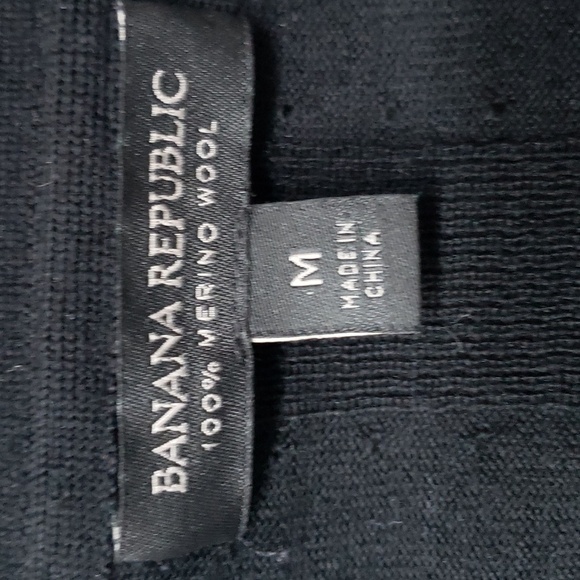 BANANA REPUBLIC
100% MERINO WOOL
M
MADE IN
CHINA